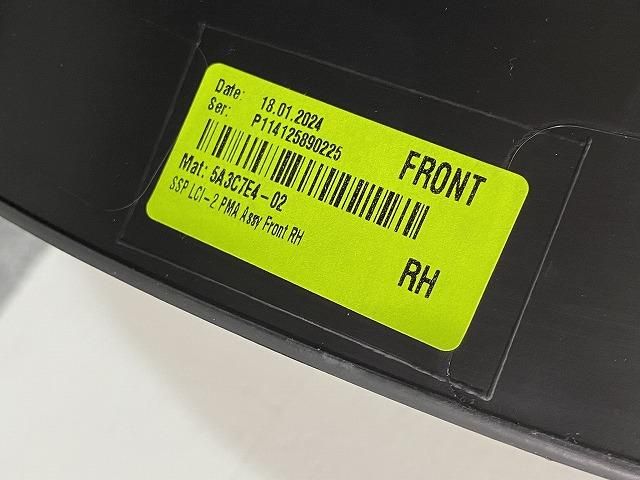 Date: 18.01.2024
Ser: P114125890225
FRONT
Mat: 5A3C7E4-02
SSP LCI-2 PMA Assy Front RH
RH